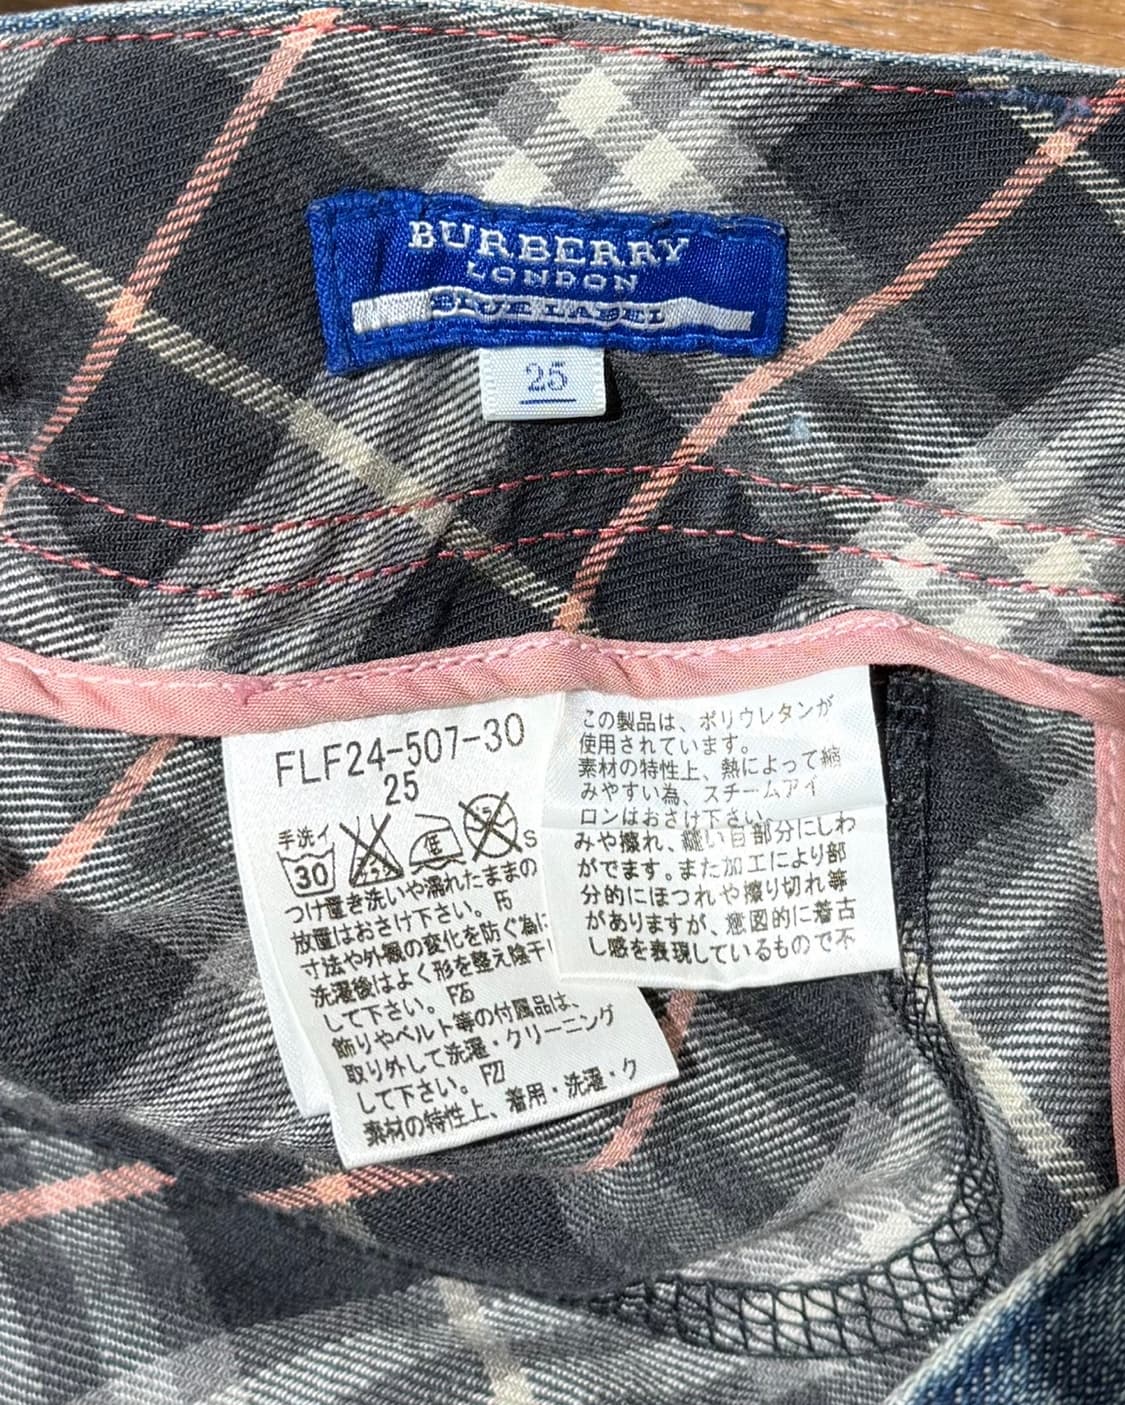 BURBERRY
LONDON
BLUE LABEL
25
FLF24-507-30
25
手洗イ
30
S
つけ置き洗いや濡れたままの
放置はおさけ下さい。F5
寸法や外観の変化を防ぐ為に
洗濯後はよく形を整え陰干し
して下さい。F25
飾りやベルト等の付属品は、
取り外して洗濯・クリーニング
して下さい。F27
素材の特性上、着用・洗濯・ク
この製品は、ポリウレタンが
使用されています。
素材の特性上、熱によって縮
みやすい為、スチームアイ
ロンはおさけ下さい。
みや擦れ、縫い目部分にしわ
がでます。また加工により部
分的にほつれや擦り切れ等
がありますが、意図的に着古
し感を表現しているもので不